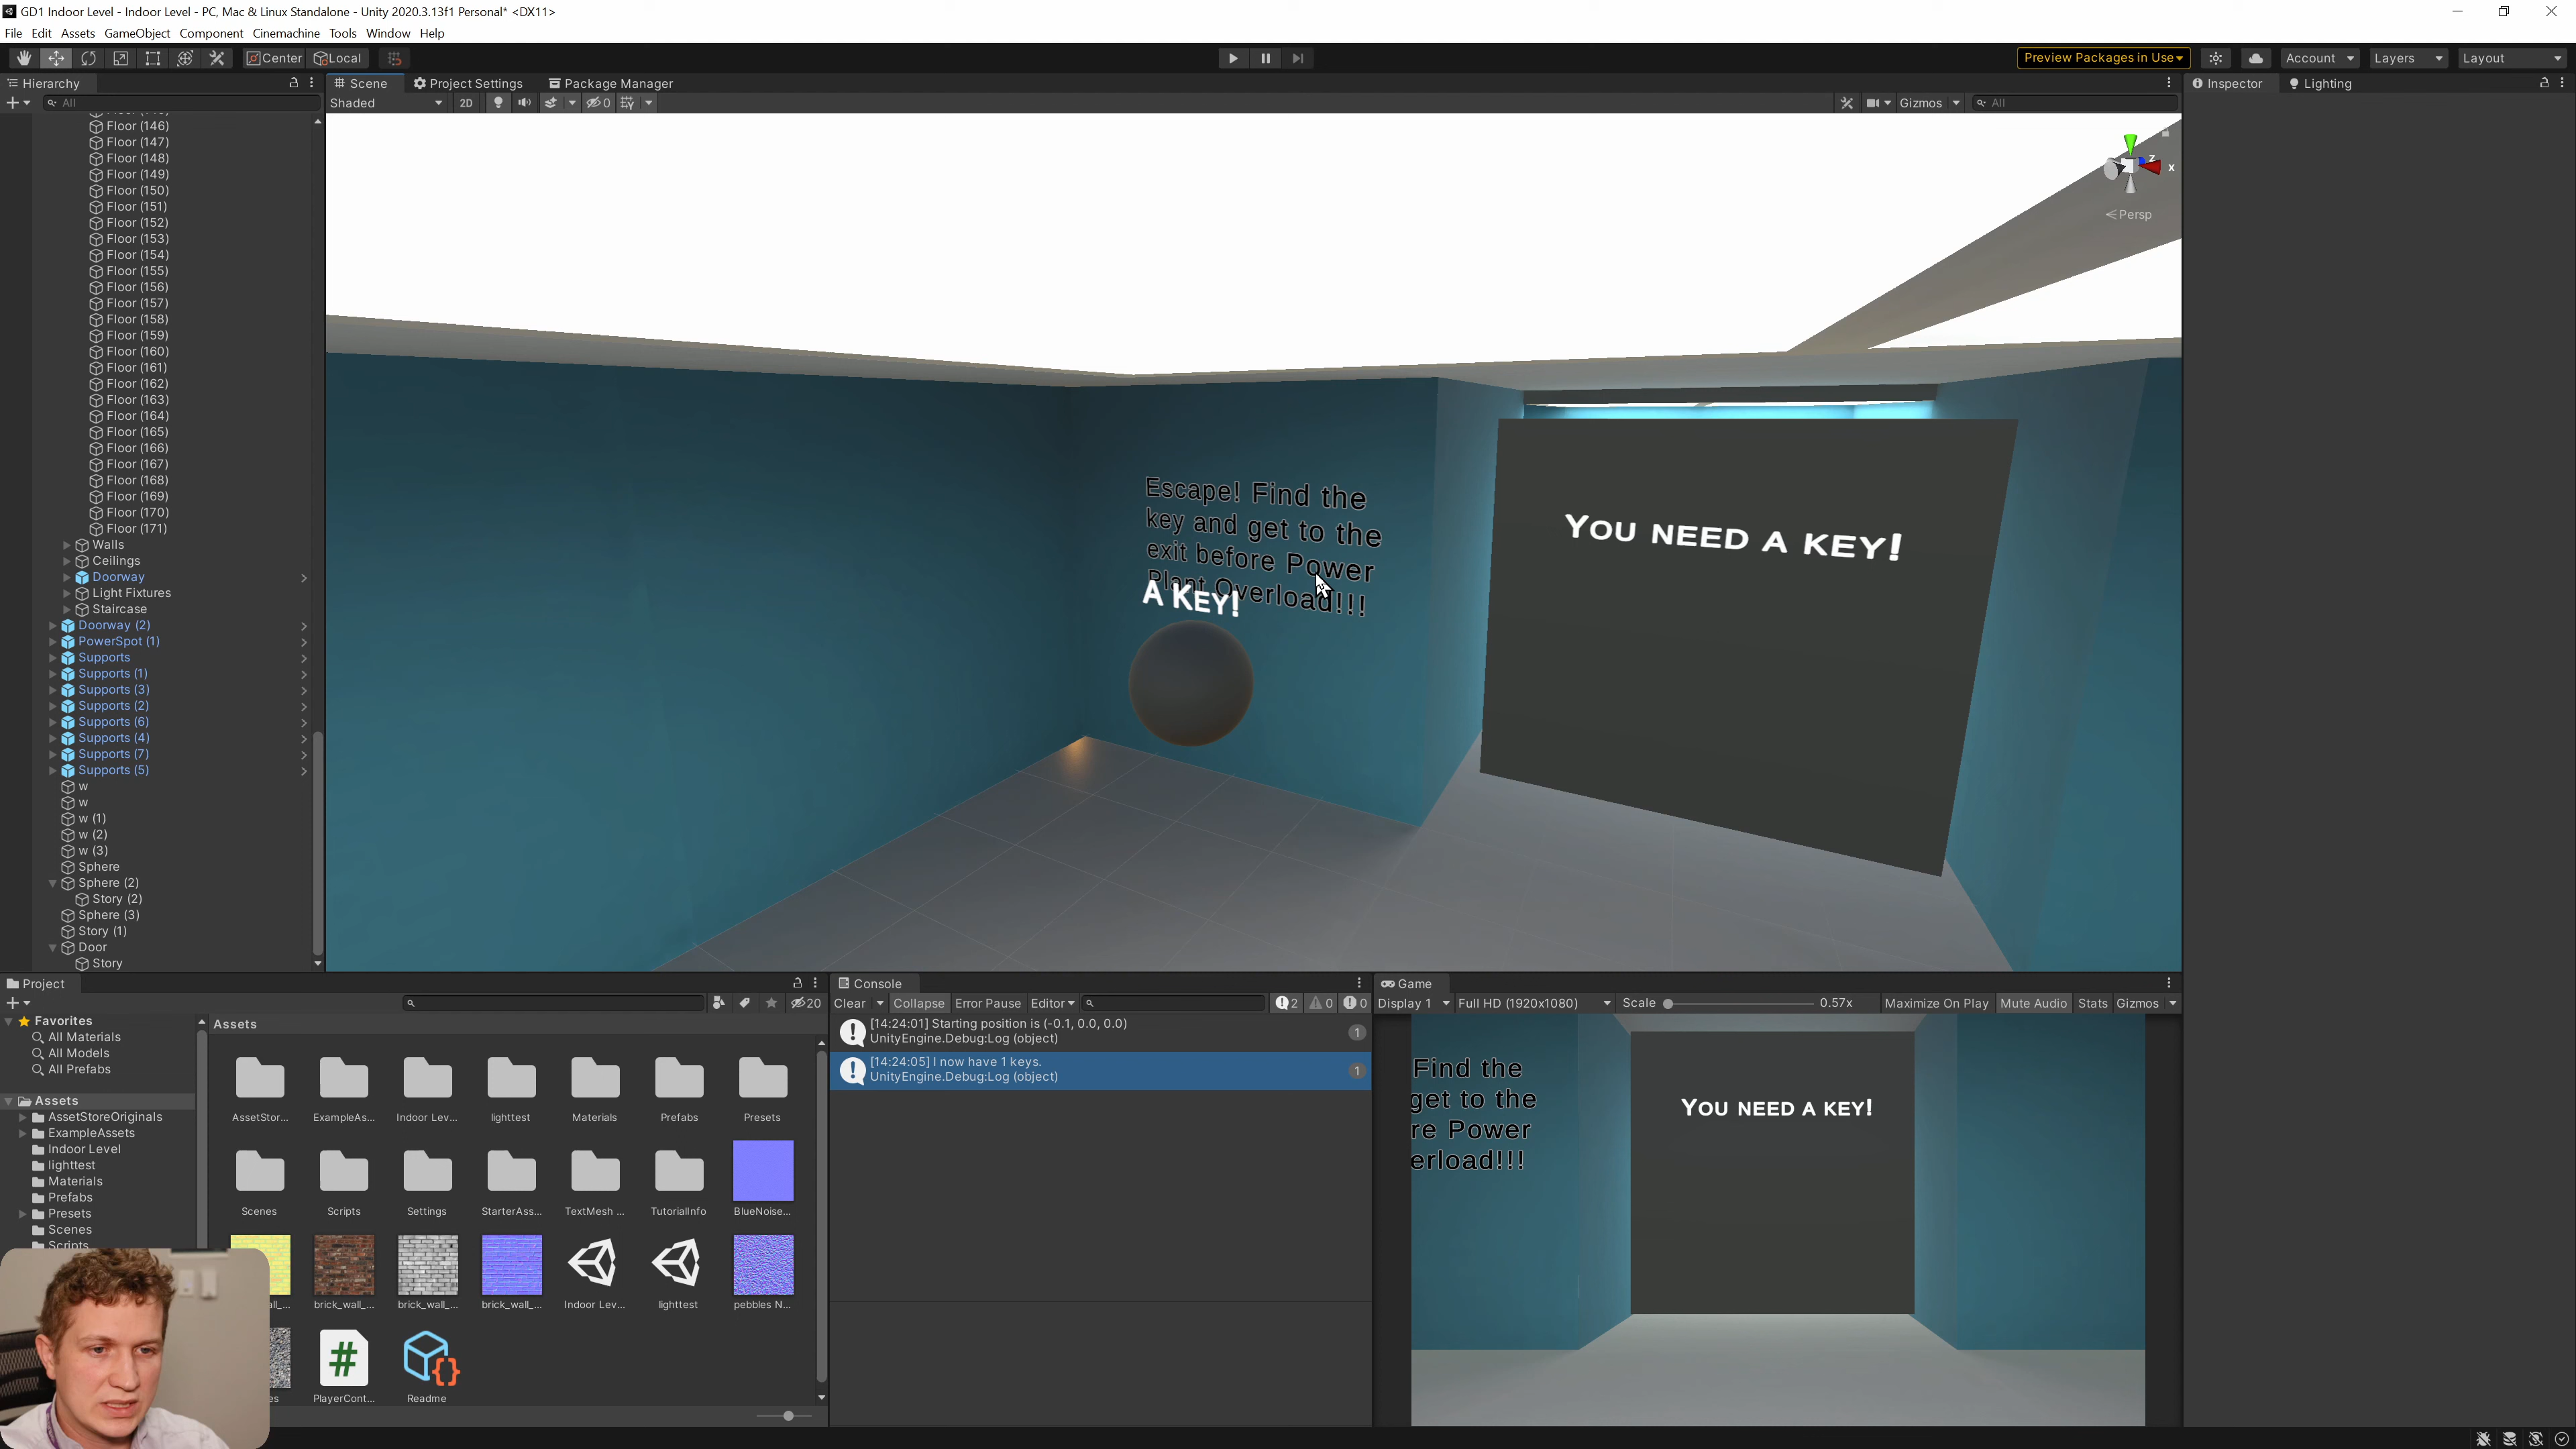 GD1 Indoor Level - Indoor Level - PC, Mac & Linux Standalone - Unity 2020.3.13f1 Personal* <DX11>
File Edit Assets GameObject Component Cinemachine Tools Window Help
Center Local
Preview Packages in Use
Account
Layers
Layout
Hierarchy
All
Floor (146)
Floor (147)
Floor (148)
Floor (149)
Floor (150)
Floor (151)
Floor (152)
Floor (153)
Floor (154)
Floor (155)
Floor (156)
Floor (157)
Floor (158)
Floor (159)
Floor (160)
Floor (161)
Floor (162)
Floor (163)
Floor (164)
Floor (165)
Floor (166)
Floor (167)
Floor (168)
Floor (169)
Floor (170)
Floor (171)
Walls
Ceilings
Doorway
Light Fixtures
Staircase
Doorway (2)
PowerSpot (1)
Supports
Supports (1)
Supports (3)
Supports (2)
Supports (6)
Supports (4)
Supports (7)
Supports (5)
w
w
w (1)
w (2)
w (3)
Sphere
Sphere (2)
Story (2)
Sphere (3)
Story (1)
Door
Story
Scene Project Settings Package Manager
Shaded 2D 0 Gizmos All
x
z
Persp
Escape! Find the
key and get to the
exit before Power
Plant Overload!!!
A KEY!
YOU NEED A KEY!
Inspector Lighting
Project
20
Favorites
All Materials
All Models
All Prefabs
Assets
AssetStoreOriginals
ExampleAssets
Indoor Level
lighttest
Materials
Prefabs
Presets
Scenes
Scripts
Assets
AssetStor... ExampleAs... Indoor Lev... lighttest Materials Prefabs Presets
Scenes Scripts Settings StarterAss... TextMesh ... TutorialInfo BlueNoise...
brick_wall_... brick_wall_... brick_wall_... Indoor Lev... lighttest pebbles N...
#
{}
PlayerCont... Readme
Console
Clear Collapse Error Pause Editor 2 0 0
[14:24:01] Starting position is (-0.1, 0.0, 0.0)
UnityEngine.Debug:Log (object)
1
[14:24:05] I now have 1 keys.
UnityEngine.Debug:Log (object)
1
Game
Display 1 Full HD (1920x1080) Scale 0.57x Maximize On Play Mute Audio Stats Gizmos
Find the
get to the
re Power
erload!!!
YOU NEED A KEY!